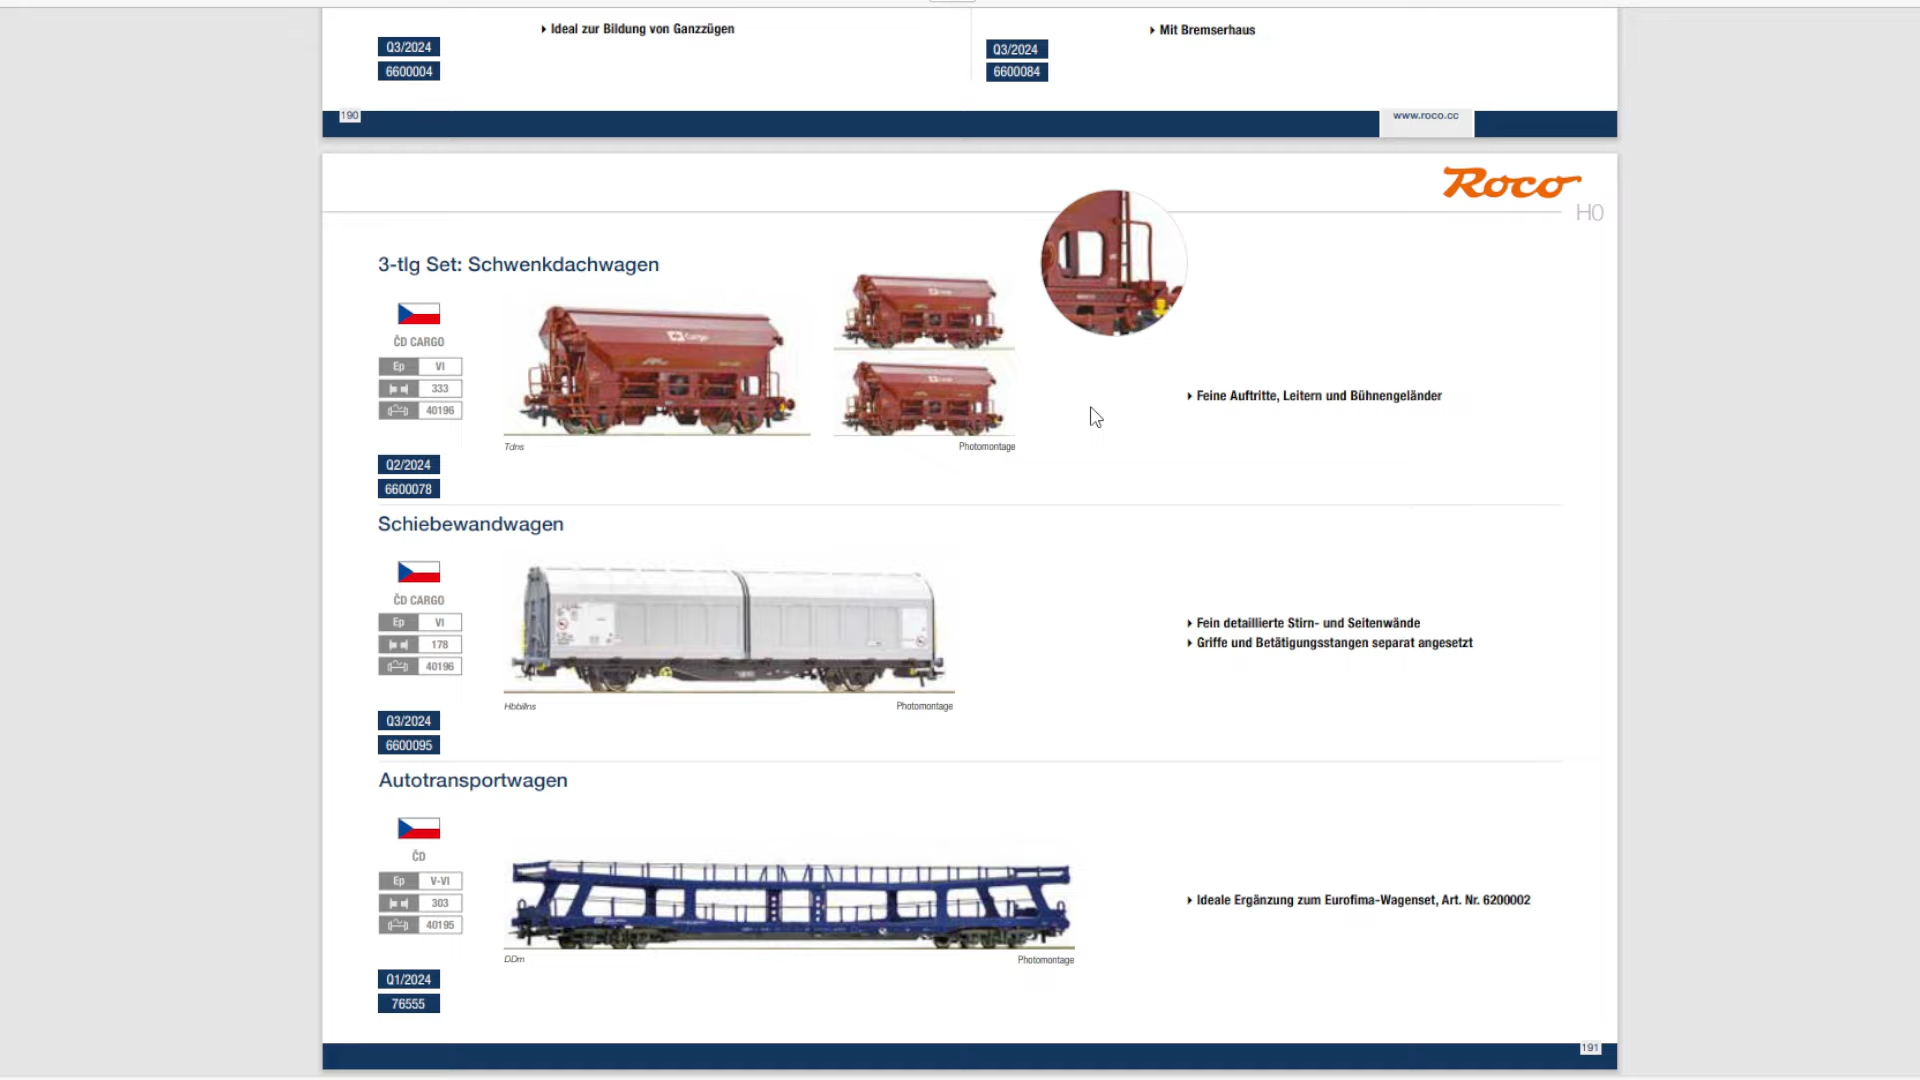 Ideal zur Bildung von Ganzzügen
Q3/2024
6600004
Mit Bremserhaus
Q3/2024
6600084
190
www.roco.cc
Roco
H0
3-tlg Set: Schwenkdachwagen
ČD CARGO
Ep VI
333
40196
Cargo
Tdns
Photomontage
Feine Auftritte, Leitern und Bühnengeländer
Q2/2024
6600078
Schiebewandwagen
ČD CARGO
Ep VI
178
40196
Hbbillns
Photomontage
Fein detaillierte Stirn- und Seitenwände
Griffe und Betätigungsstangen separat angesetzt
Q3/2024
6600095
Autotransportwagen
ČD
Ep V-VI
303
40195
DDm
Photomontage
Ideale Ergänzung zum Eurofima-Wagenset, Art. Nr. 6200002
Q1/2024
76555
191